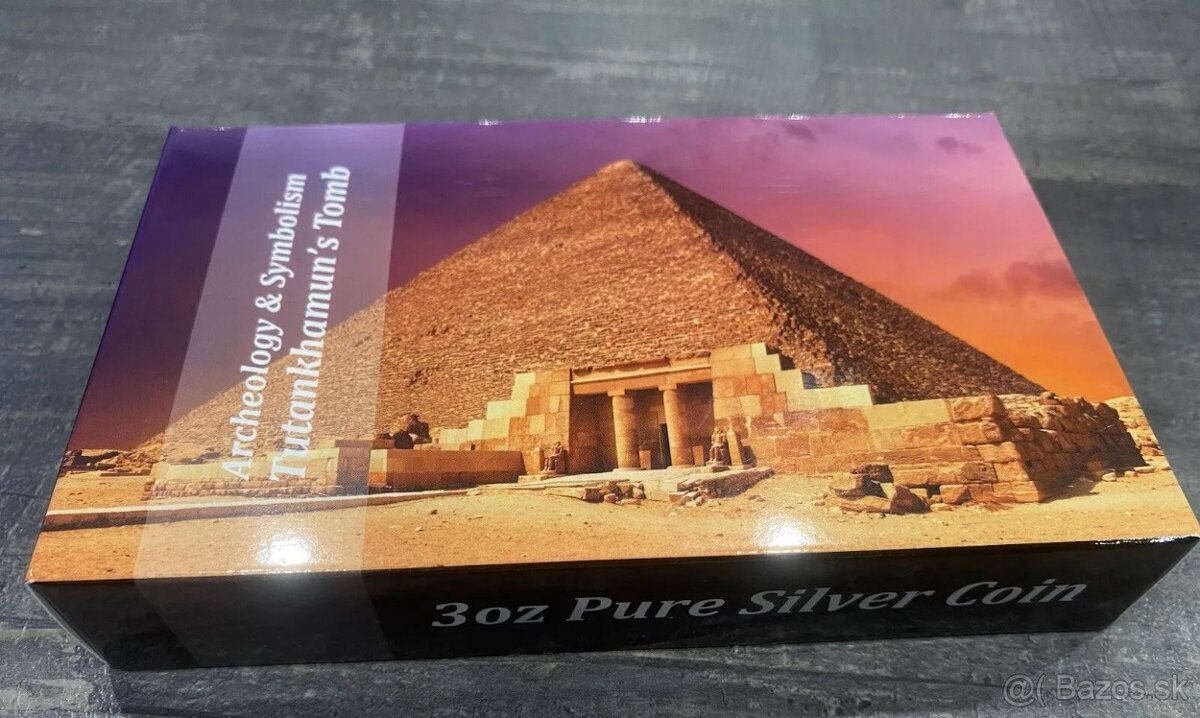 Archeology & Symbolism
Tutankhamun's Tomb
3oz Pure Silver Coin
@( Bazos.sk